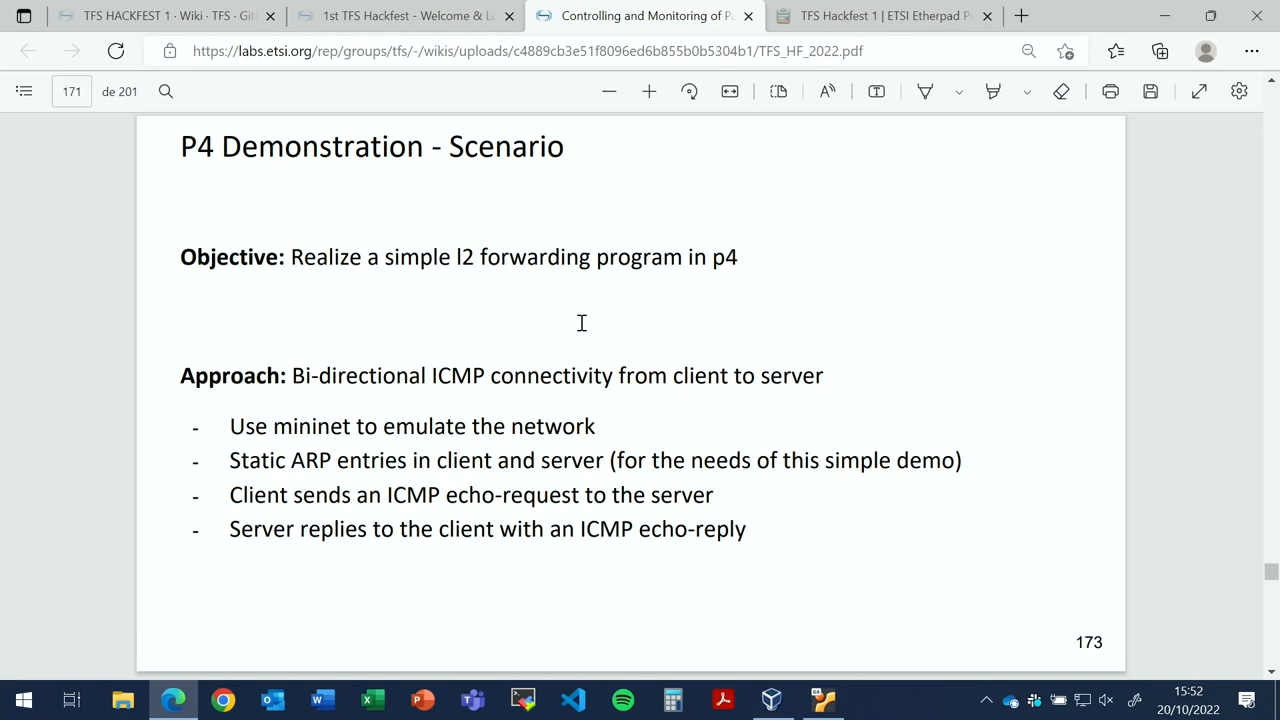 TFS HACKFEST 1 · Wiki · TFS · Git
1st TFS Hackfest - Welcome & Lo
Controlling and Monitoring of Pa
TFS Hackfest 1 | ETSI Etherpad P
https://labs.etsi.org/rep/groups/tfs/-/wikis/uploads/c4889cb3e51f8096ed6b855b0b5304b1/TFS_HF_2022.pdf
171 de 201
P4 Demonstration - Scenario
Objective: Realize a simple l2 forwarding program in p4
Approach: Bi-directional ICMP connectivity from client to server
- Use mininet to emulate the network
- Static ARP entries in client and server (for the needs of this simple demo)
- Client sends an ICMP echo-request to the server
- Server replies to the client with an ICMP echo-reply
173
15:52
20/10/2022